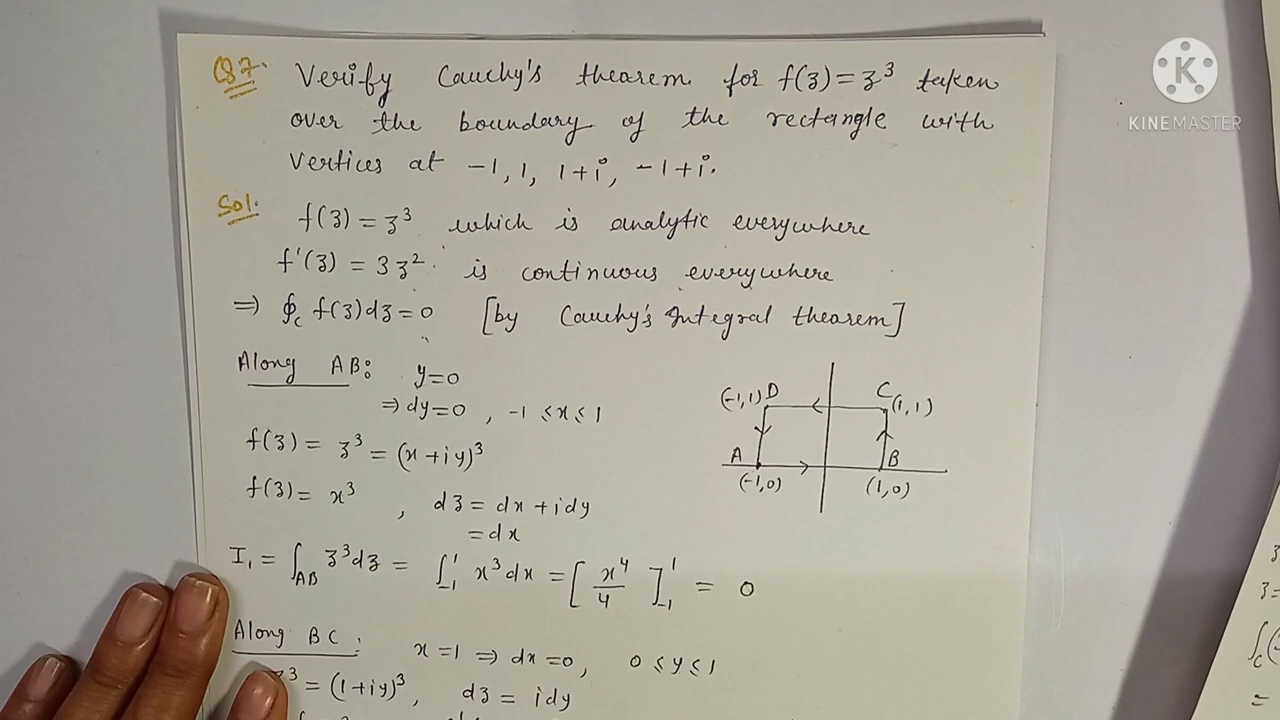 Q7. Verify Cauchy's theorem for f(z) = z³ taken
over the boundary of the rectangle with
vertices at -1, 1, 1+i, -1+i.
Sol. f(z) = z³ which is analytic everywhere
f'(z) = 3z². is continuous everywhere
⇒ ∮c f(z)dz = 0 [by Cauchy's Integral theorem]
Along AB: y=0
⇒ dy=0, -1 ≤ x ≤ 1
f(z) = z³ = (x+iy)³
f(z) = x³, dz = dx + idy
= dx
I₁ = ∫AB z³dz = ∫₋₁¹ x³dx = [x⁴/4]₋₁¹ = 0
Along BC: x=1 ⇒ dx=0, 0 ≤ y ≤ 1
z³ = (1+iy)³, dz = idy
(-1,1) D C (1,1)
A B
(-1,0) (1,0)
K
KINEMASTER
3
3=
∫c
=